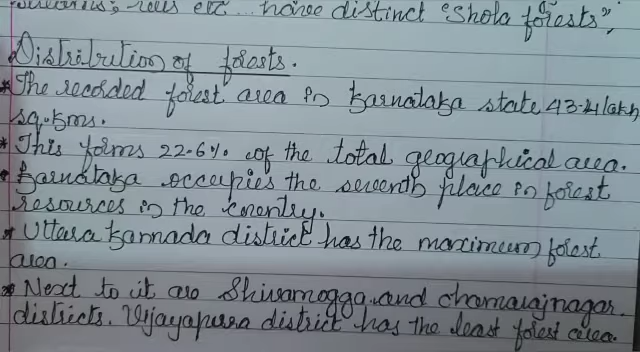 etc... have distinct "Shola forests",
Distribution of forests.
* The recorded forest area in Karnataka state 43.4 lakh
sq.kms.
* This forms 22.6% of the total geographical area.
* Karnataka occupies the seventh place in forest
resources in the country.
* Uttara Kannada district has the maximum forest
area.
* Next to it are Shivamogga and chamarajnagar
districts. Vijayapura district has the least forest area.